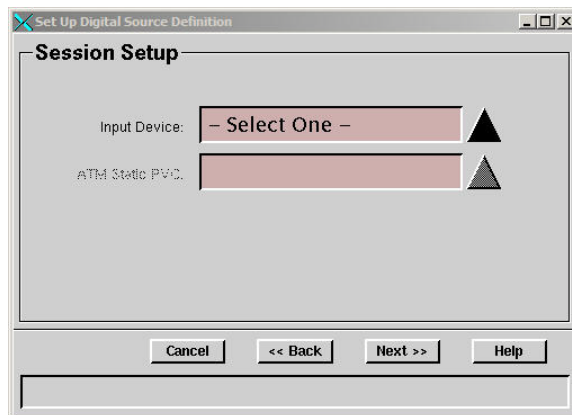 Set Up Digital Source Definition
Session Setup
Input Device: – Select One –
ATM Static PVC:
Cancel << Back Next >> Help